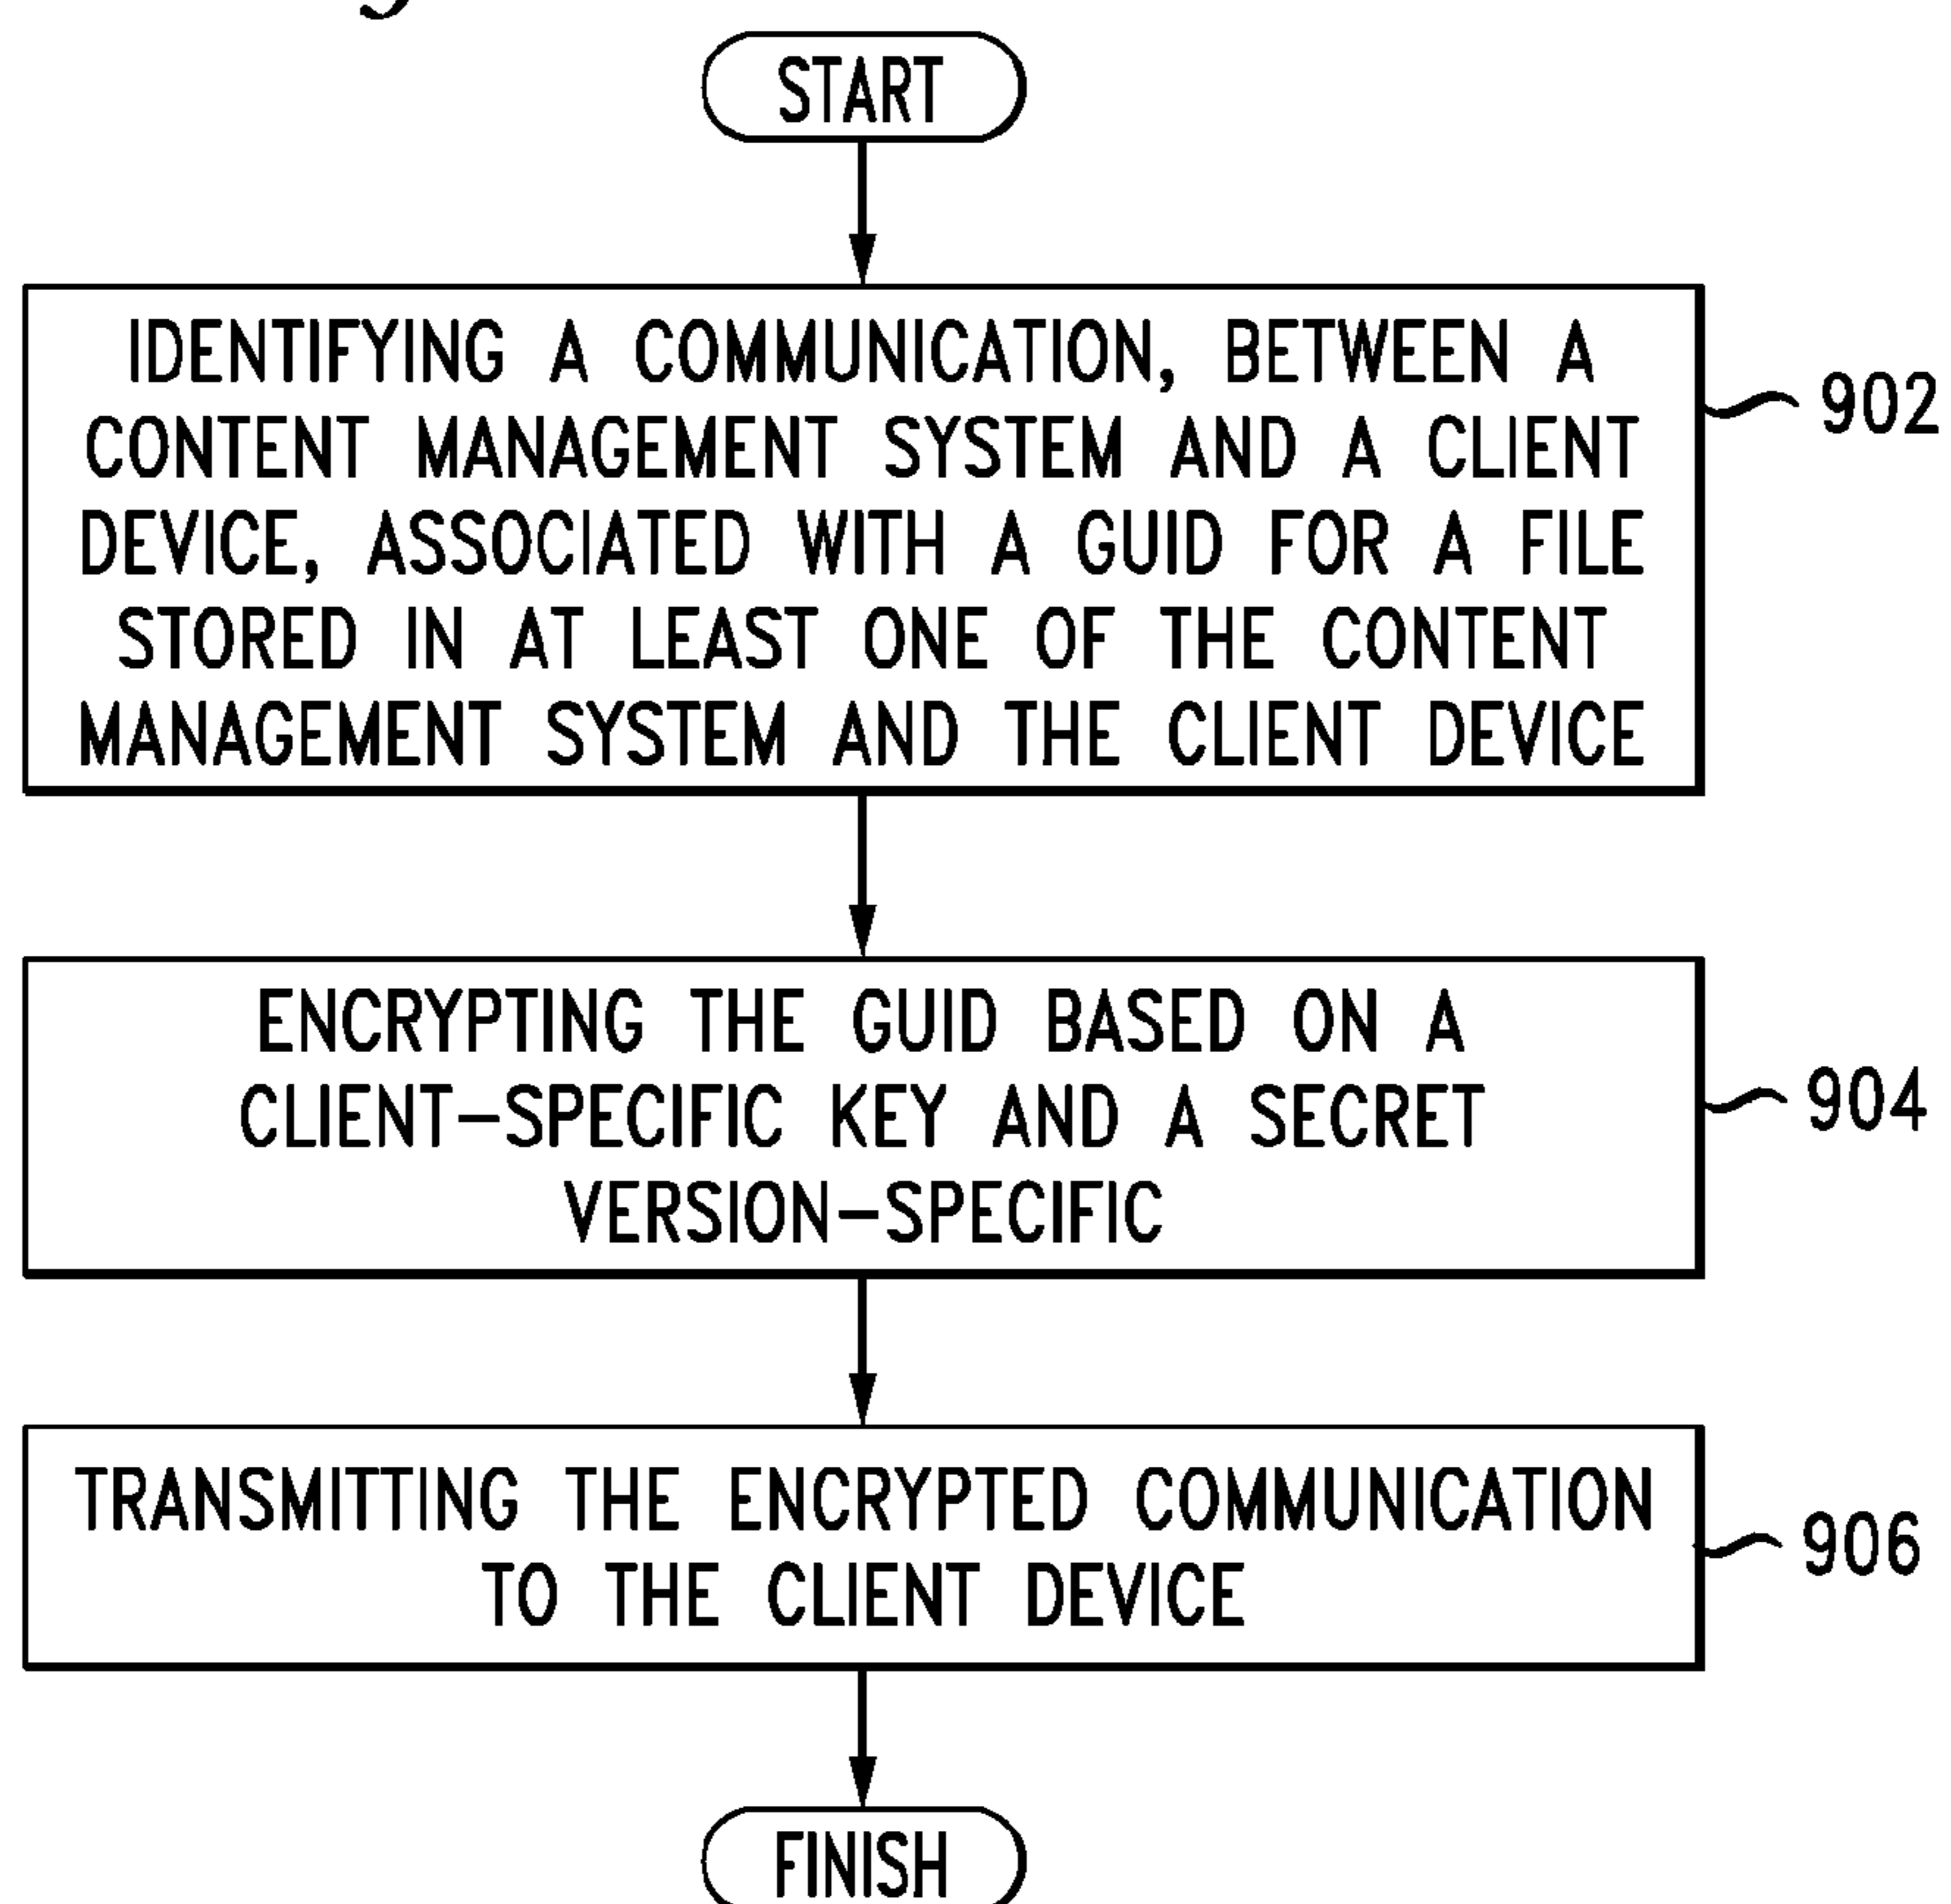 START
IDENTIFYING A COMMUNICATION, BETWEEN A
CONTENT MANAGEMENT SYSTEM AND A CLIENT
DEVICE, ASSOCIATED WITH A GUID FOR A FILE
STORED IN AT LEAST ONE OF THE CONTENT
MANAGEMENT SYSTEM AND THE CLIENT DEVICE
902
ENCRYPTING THE GUID BASED ON A
CLIENT-SPECIFIC KEY AND A SECRET
VERSION-SPECIFIC
904
TRANSMITTING THE ENCRYPTED COMMUNICATION
TO THE CLIENT DEVICE
906
FINISH